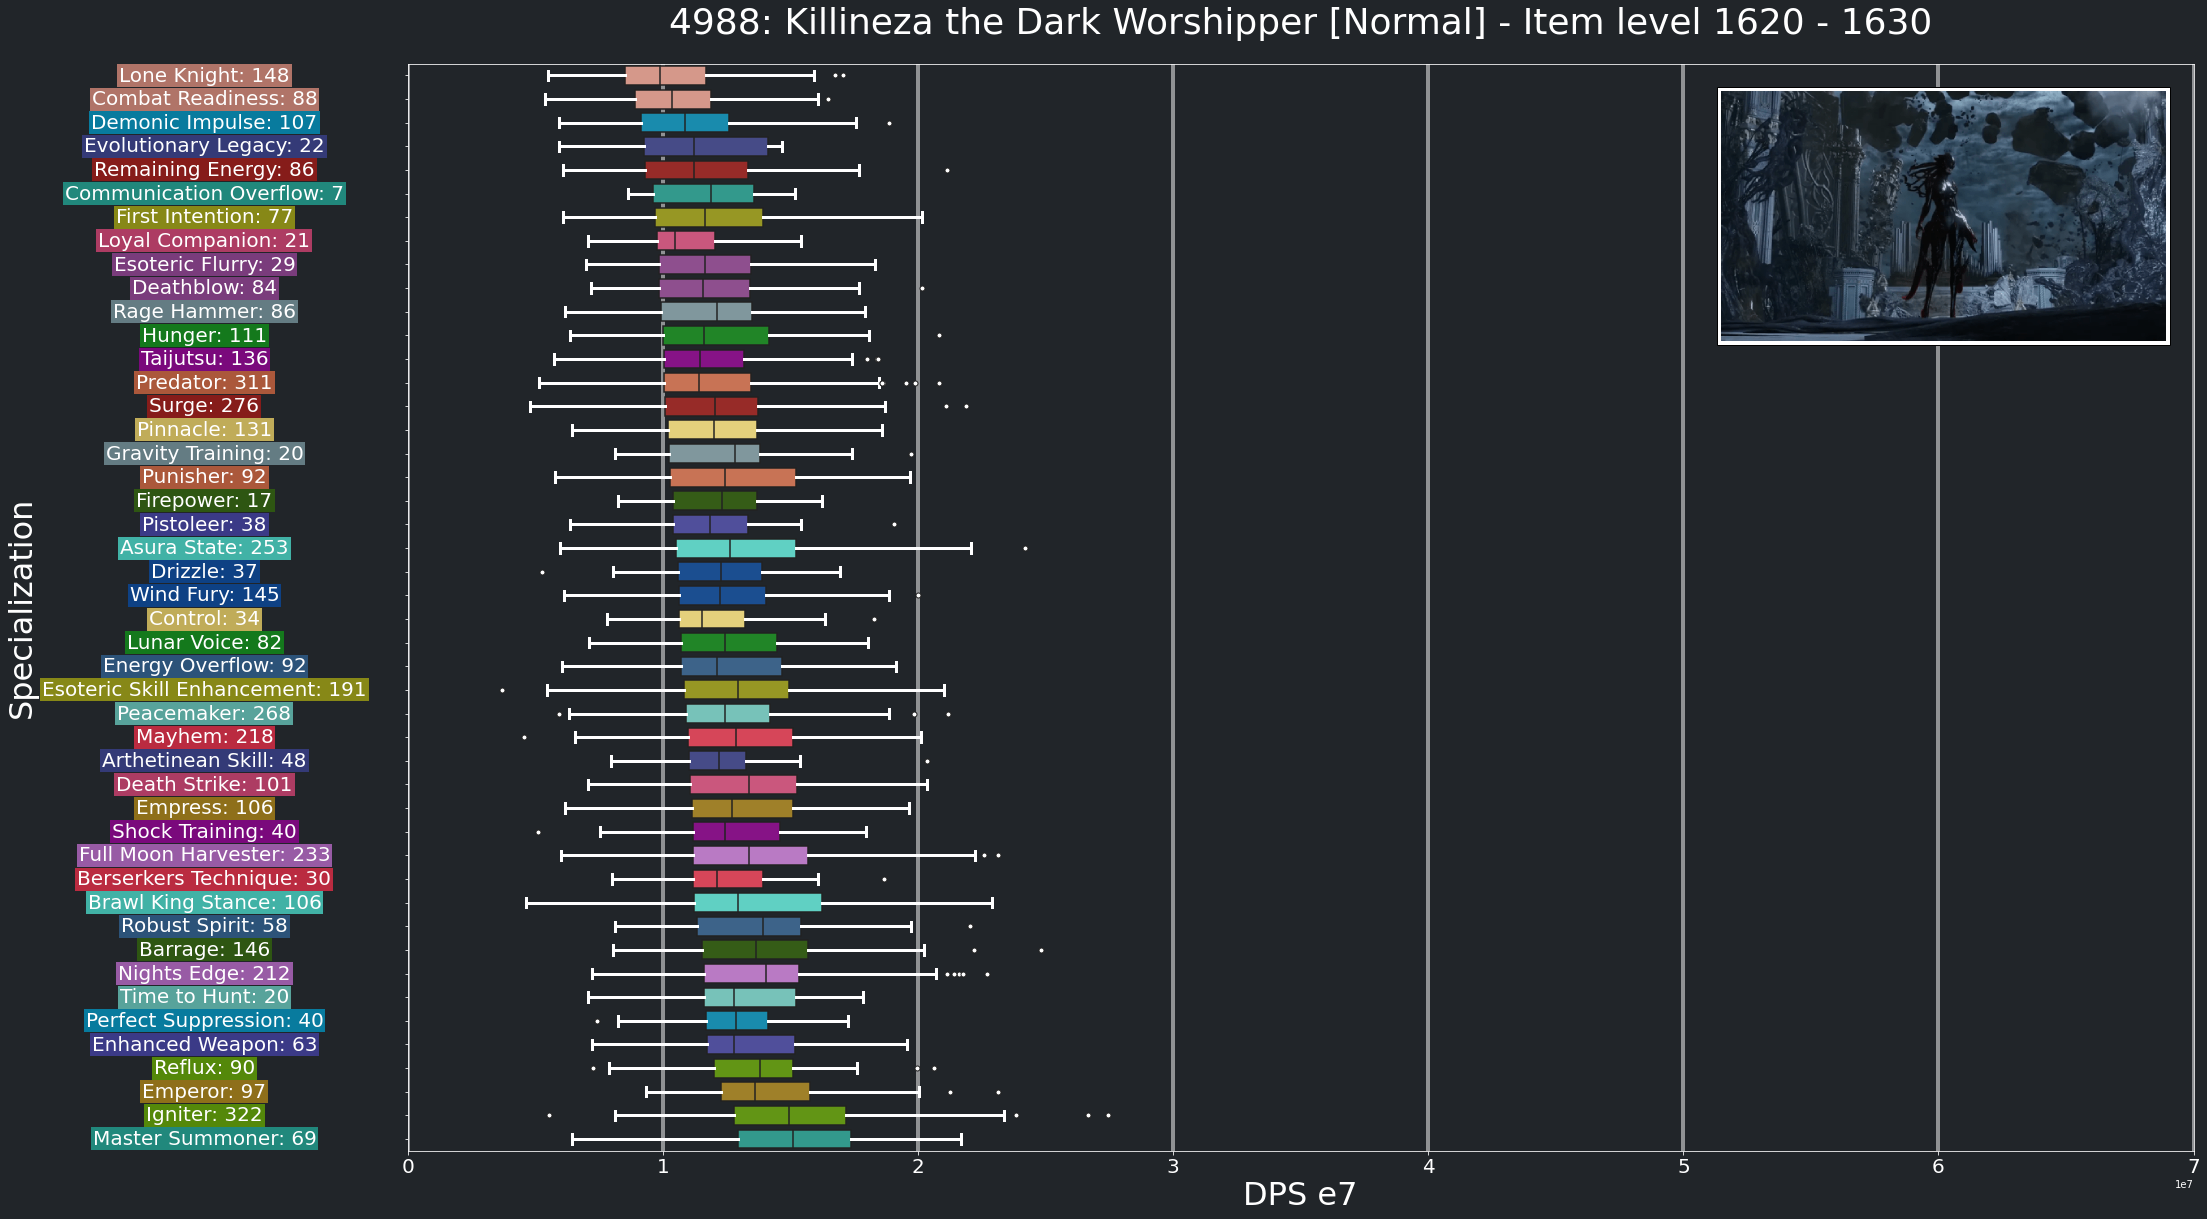 4988: Killineza the Dark Worshipper [Normal] - Item level 1620 - 1630
Specialization
Lone Knight: 148
Combat Readiness: 88
Demonic Impulse: 107
Evolutionary Legacy: 22
Remaining Energy: 86
Communication Overflow: 7
First Intention: 77
Loyal Companion: 21
Esoteric Flurry: 29
Deathblow: 84
Rage Hammer: 86
Hunger: 111
Taijutsu: 136
Predator: 311
Surge: 276
Pinnacle: 131
Gravity Training: 20
Punisher: 92
Firepower: 17
Pistoleer: 38
Asura State: 253
Drizzle: 37
Wind Fury: 145
Control: 34
Lunar Voice: 82
Energy Overflow: 92
Esoteric Skill Enhancement: 191
Peacemaker: 268
Mayhem: 218
Arthetinean Skill: 48
Death Strike: 101
Empress: 106
Shock Training: 40
Full Moon Harvester: 233
Berserkers Technique: 30
Brawl King Stance: 106
Robust Spirit: 58
Barrage: 146
Nights Edge: 212
Time to Hunt: 20
Perfect Suppression: 40
Enhanced Weapon: 63
Reflux: 90
Emperor: 97
Igniter: 322
Master Summoner: 69
0 1 2 3 4 5 6 7
DPS e7
1e7